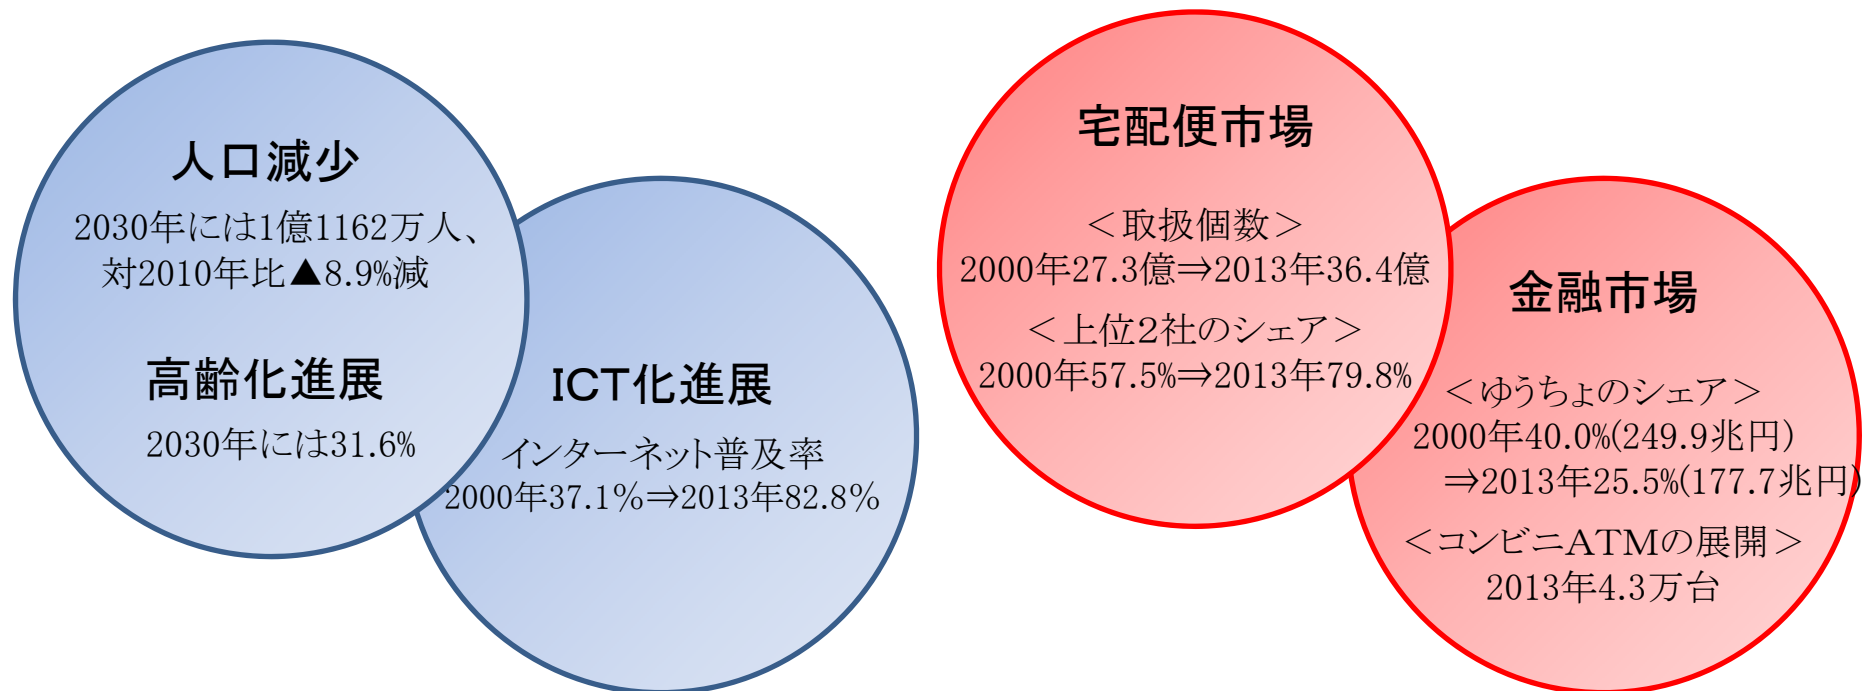 人口減少
2030年には1億1162万人、
対2010年比▲8.9%減
高齢化進展
2030年には31.6%
ICT化進展
インターネット普及率
2000年37.1%⇒2013年82.8%
宅配便市場
＜取扱個数＞
2000年27.3億⇒2013年36.4億
＜上位２社のシェア＞
2000年57.5%⇒2013年79.8%
金融市場
＜ゆうちょのシェア＞
2000年40.0%(249.9兆円)
⇒2013年25.5%(177.7兆円)
＜コンビニＡＴＭの展開＞
2013年4.3万台